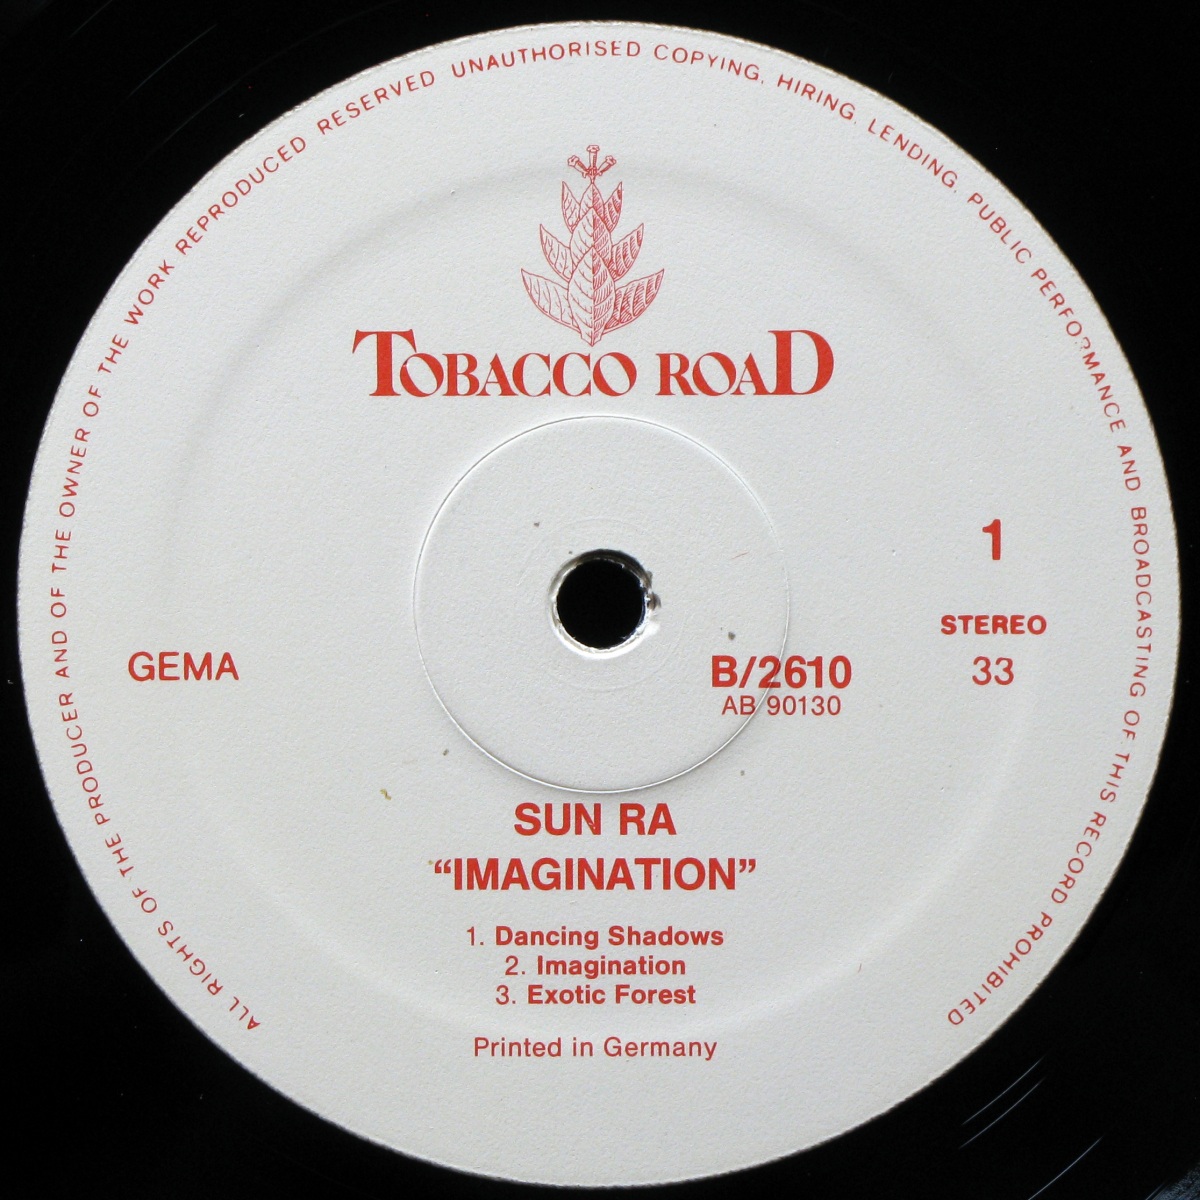 ALL RIGHTS OF THE PRODUCER AND OF THE OWNER OF THE WORK REPRODUCED RESERVED UNAUTHORISED COPYING, HIRING, LENDING, PUBLIC PERFORMANCE AND BROADCASTING OF THIS RECORD PROHIBITED
TOBACCO ROAD
1
STEREO
33
GEMA
B/2610
AB 90130
SUN RA
“IMAGINATION”
1. Dancing Shadows
2. Imagination
3. Exotic Forest
Printed in Germany